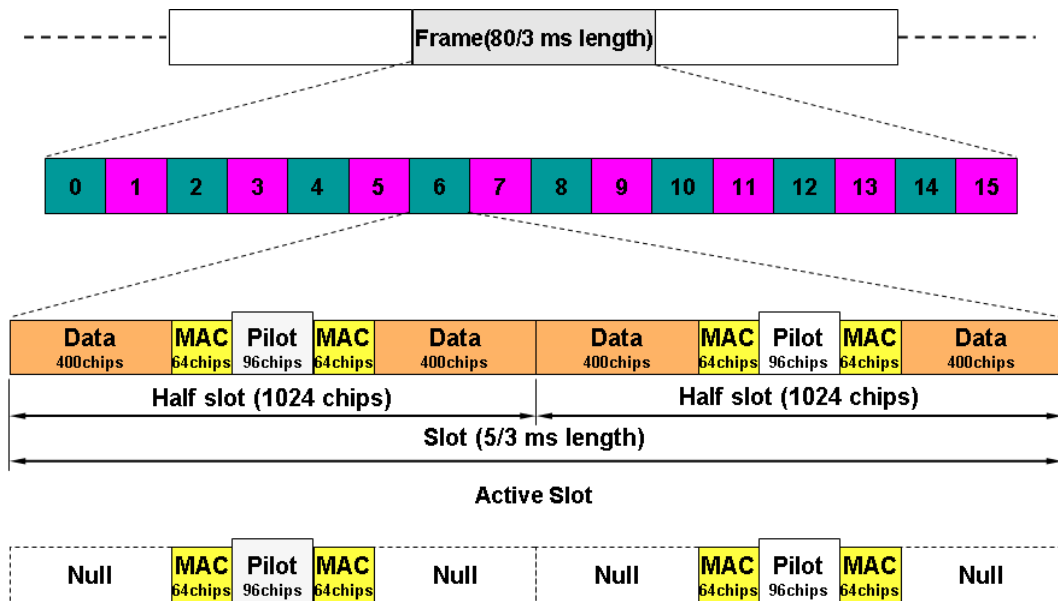 Frame(80/3 ms length)
0 1 2 3 4 5 6 7 8 9 10 11 12 13 14 15
Data MAC Pilot MAC Data Data MAC Pilot MAC Data
400chips 64chips 96chips 64chips 400chips 400chips 64chips 96chips 64chips 400chips
Half slot (1024 chips) Half slot (1024 chips)
Slot (5/3 ms length)
Active Slot
Null MAC Pilot MAC Null Null MAC Pilot MAC Null
64chips 96chips 64chips 64chips 96chips 64chips